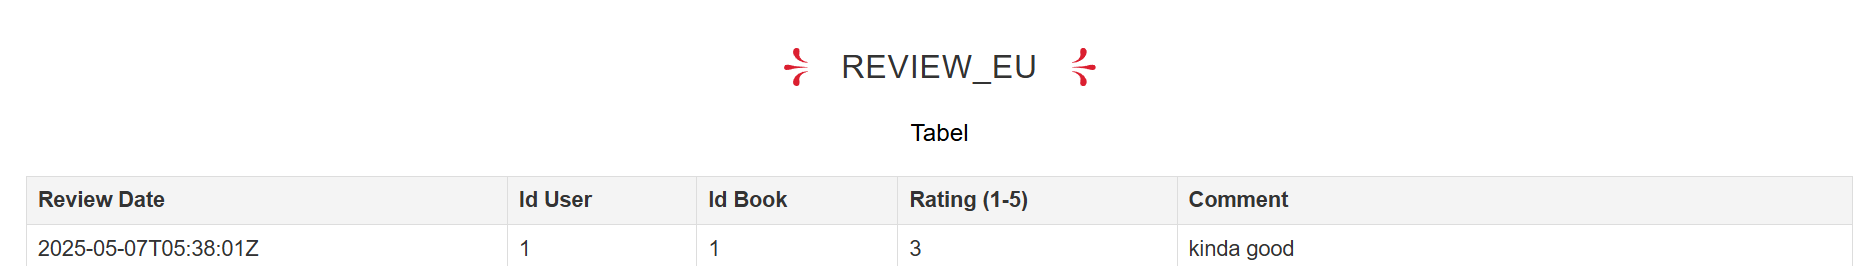 REVIEW_EU
Tabel
Review Date Id User Id Book Rating (1-5) Comment
2025-05-07T05:38:01Z 1 1 3 kinda good